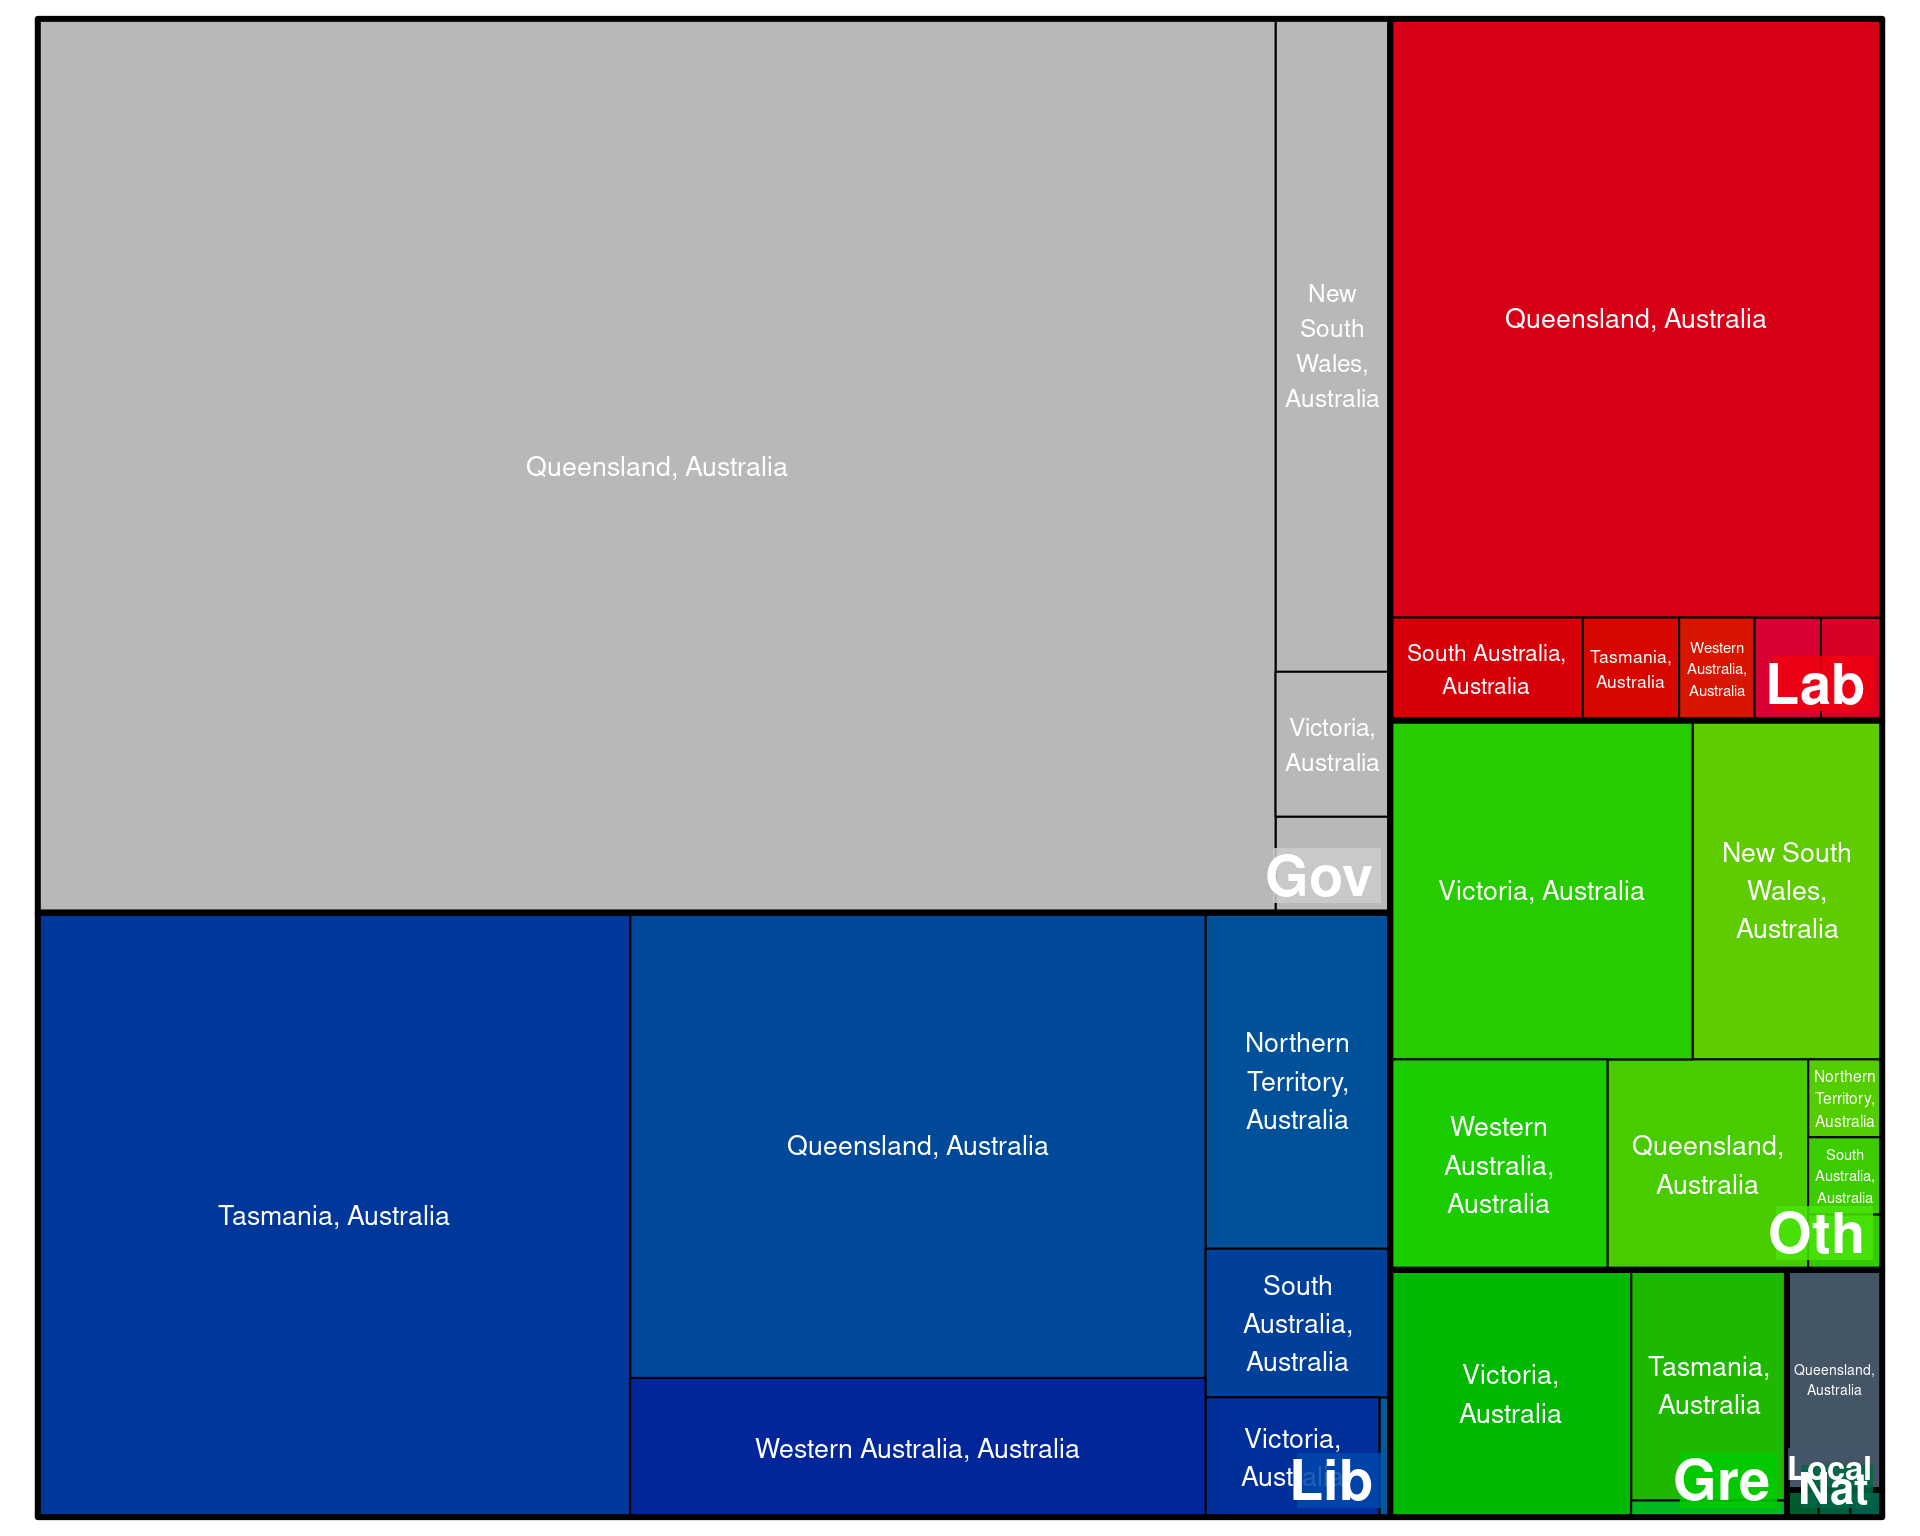 Queensland, Australia
New
South
Wales,
Australia
Victoria,
Australia
Gov
Queensland, Australia
South Australia,
Australia
Tasmania,
Australia
Western
Australia,
Australia
Lab
Tasmania, Australia
Queensland, Australia
Western Australia, Australia
Northern
Territory,
Australia
South
Australia,
Australia
Victoria,
Australia
Lib
Victoria, Australia
New South
Wales,
Australia
Western
Australia,
Australia
Queensland,
Australia
Northern
Territory,
Australia
South
Australia,
Australia
Oth
Victoria,
Australia
Tasmania,
Australia
Gre
Queensland,
Australia
Local
Nat